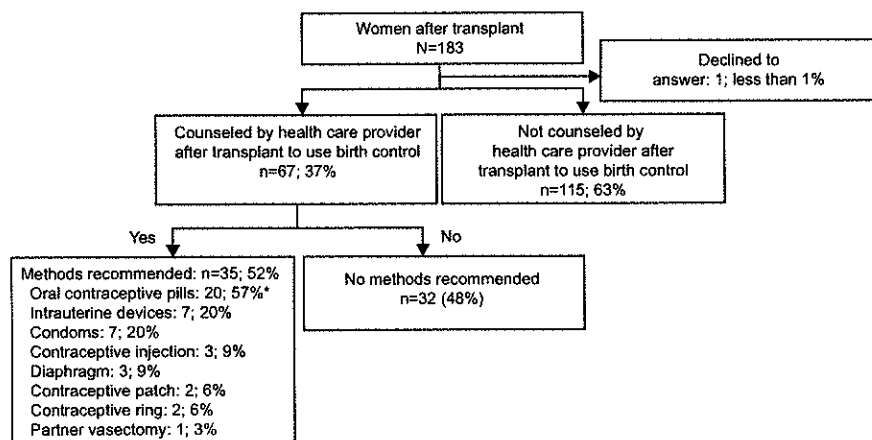 Women after transplant
N=183
Declined to
answer: 1; less than 1%
Counseled by health care provider
after transplant to use birth control
n=67; 37%
Not counseled by
health care provider after
transplant to use birth control
n=115; 63%
Yes
No
Methods recommended: n=35; 52%
Oral contraceptive pills: 20; 57%*
Intrauterine devices: 7; 20%
Condoms: 7; 20%
Contraceptive injection: 3; 9%
Diaphragm: 3; 9%
Contraceptive patch: 2; 6%
Contraceptive ring: 2; 6%
Partner vasectomy: 1; 3%
No methods recommended
n=32 (48%)